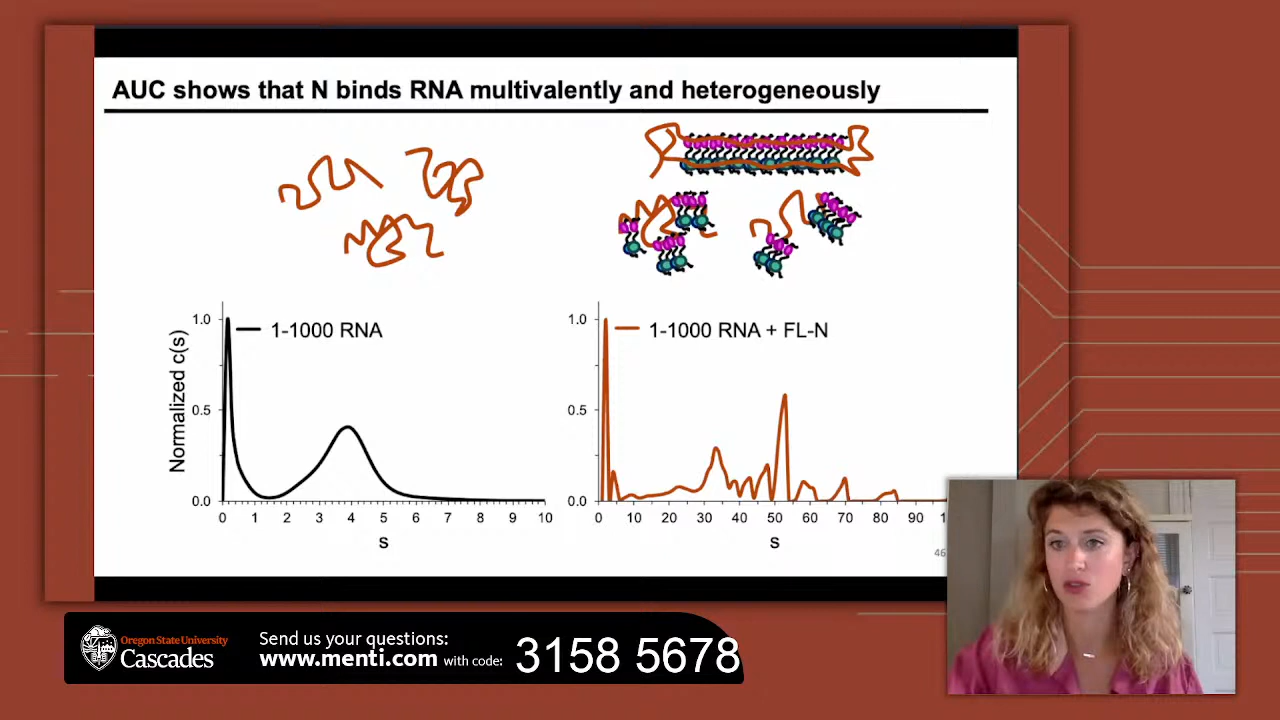 AUC shows that N binds RNA multivalently and heterogeneously
1.0
0.5
0.0
Normalized c(s)
1-1000 RNA
0 1 2 3 4 5 6 7 8 9 10
S
1.0
0.5
0.0
1-1000 RNA + FL-N
0 10 20 30 40 50 60 70 80 90
S
46
Oregon State University
Cascades
Send us your questions:
www.menti.com with code:
3158 5678